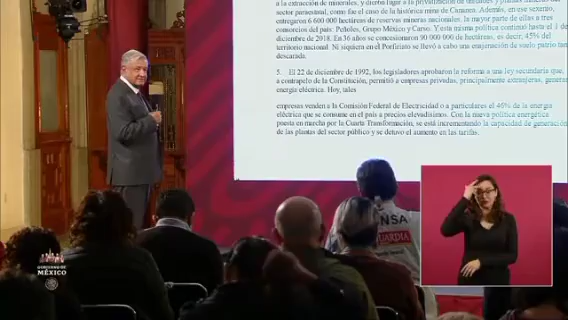 a la extracción de minerales, y dieron lugar a la privatización de unidades y plantas mineras del
sector paraestatal, como fue el caso de la histórica mina de Cananea. Además, en ese sexenio,
entregaron 6 600 000 hectáreas de reservas mineras nacionales, la mayor parte de ellas a tres
consorcios del país: Peñoles, Grupo México y Carso. Y esta misma política continuó hasta el 1 de
diciembre de 2018. En 36 años se concesionaron 90 000 000 de hectáreas, es decir, 45% del
territorio nacional. Ni siquiera en el Porfiriato se llevó a cabo una enajenación de suelo patrio tan
descarada.
5. El 22 de diciembre de 1992, los legisladores aprobaron la reforma a una ley secundaria que,
a contrapelo de la Constitución, permitió a empresas privadas, principalmente extranjeras, generar
energía eléctrica. Hoy, tales
empresas venden a la Comisión Federal de Electricidad o a particulares el 46% de la energía
eléctrica que se consume en el país a precios elevadísimos. Con la nueva política energética
puesta en marcha por la Cuarta Transformación, se está incrementando la capacidad de generación
de las plantas del sector público y se detuvo el aumento en las tarifas.
NSA
GUARDIA
GOBIERNO DE
MÉXICO